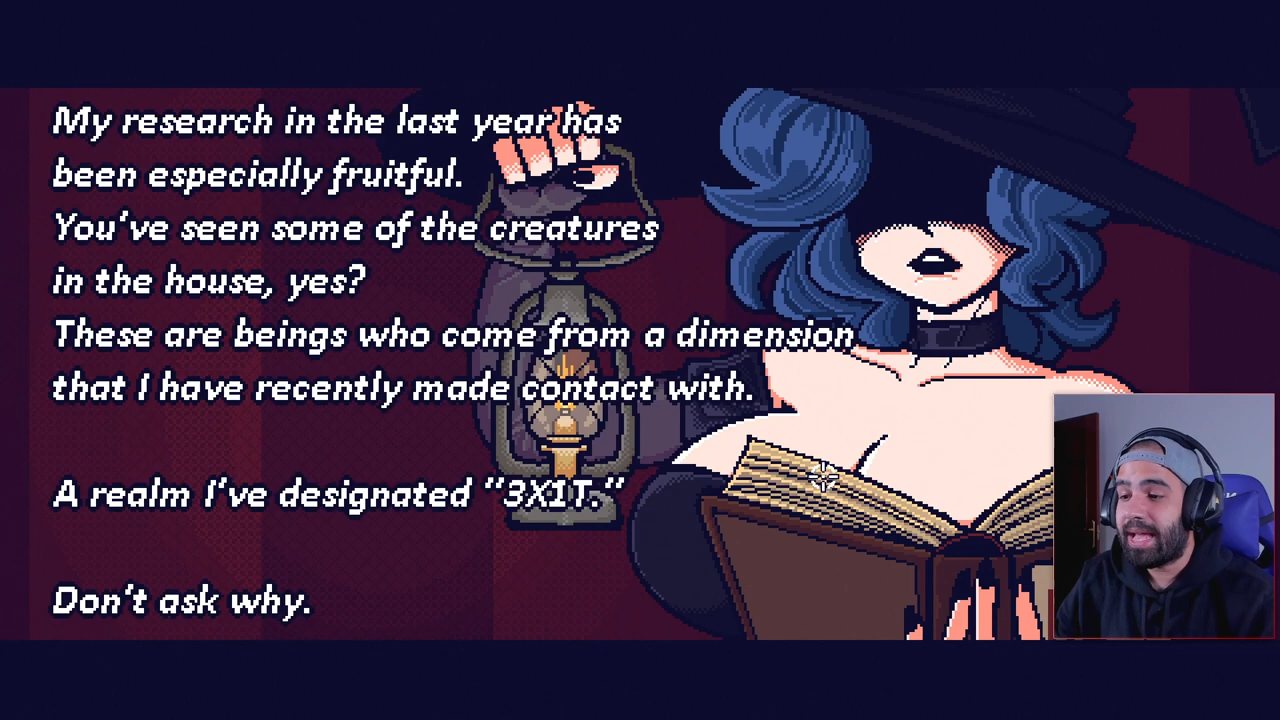 My research in the last year has
been especially fruitful.
You've seen some of the creatures
in the house, yes?
These are beings who come from a dimension
that I have recently made contact with.
A realm I've designated "3X1T."
Don't ask why.